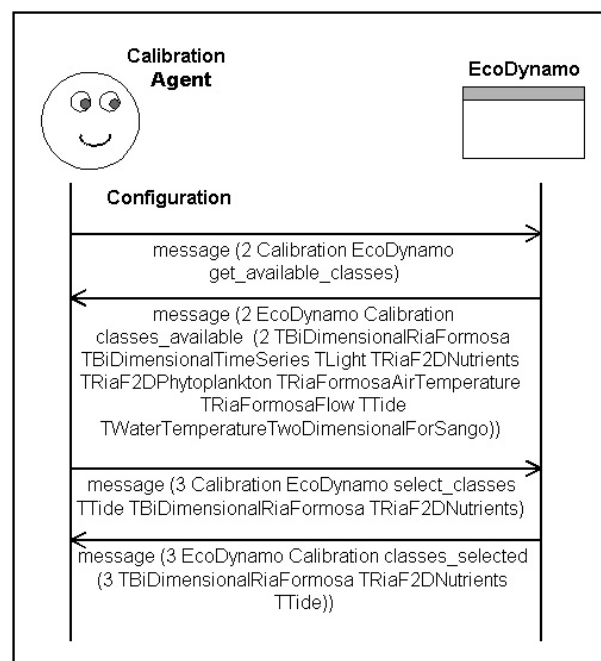 Calibration
Agent
EcoDynamo
Configuration
message (2 Calibration EcoDynamo
get_available_classes)
message (2 EcoDynamo Calibration
classes_available (2 TBiDimensionalRiaFormosa
TBiDimensionalTimeSeries TLight TRiaF2DNutrients
TRiaF2DPhytoplankton TRiaFormosaAirTemperature
TRiaFormosaFlow TTide
TWaterTemperatureTwoDimensionalForSango))
message (3 Calibration EcoDynamo select_classes
TTide TBiDimensionalRiaFormosa TRiaF2DNutrients)
message (3 EcoDynamo Calibration classes_selected
(3 TBiDimensionalRiaFormosa TRiaF2DNutrients
TTide))